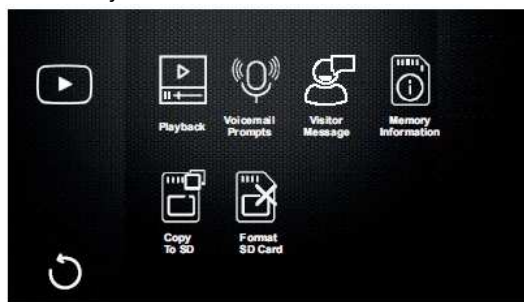 Playback
Voicemail
Prompts
Visitor
Message
Memory
Information
Copy
To SD
Format
SD Card